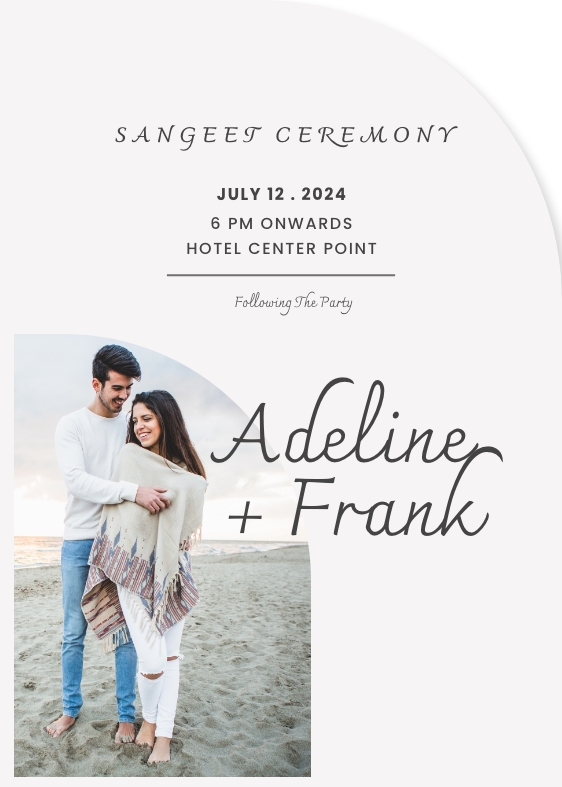 SANGEET CEREMONY
JULY 12 . 2024
6 PM ONWARDS
HOTEL CENTER POINT
Following The Party
Adeline
+ Frank